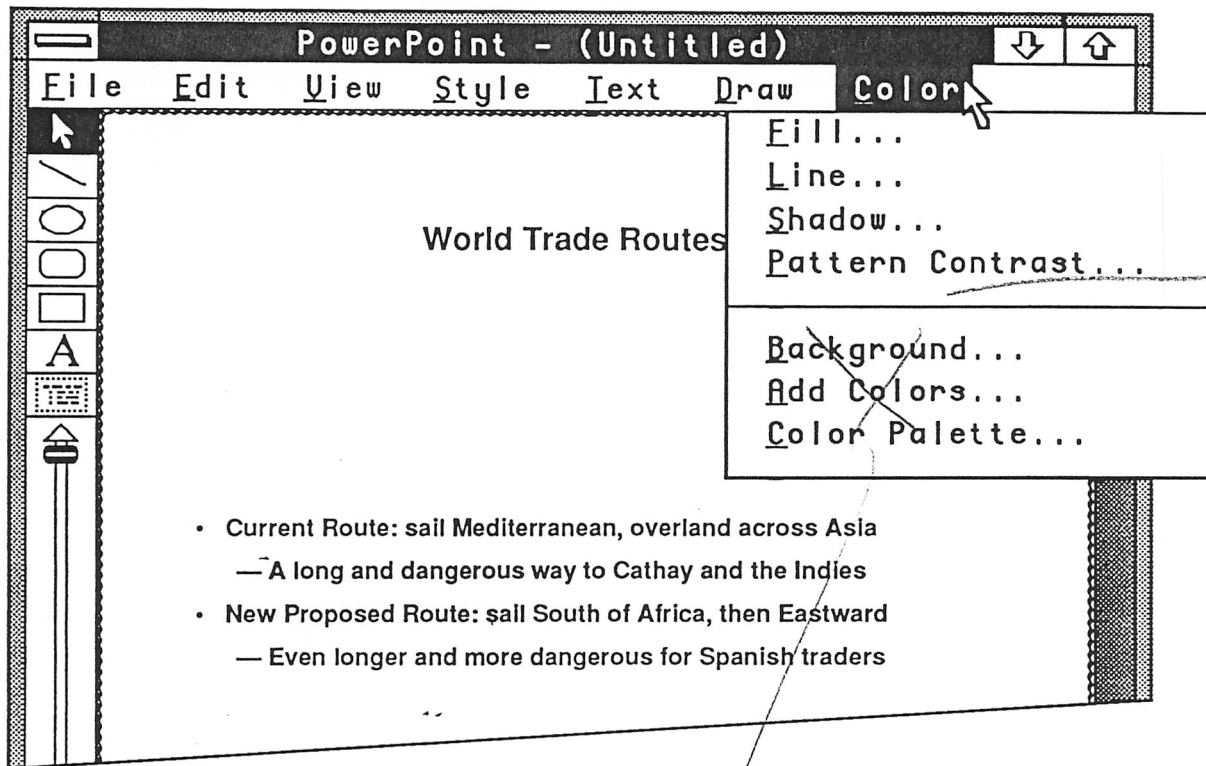 PowerPoint - (Untitled)
File Edit View Style Text Draw Color
Fill...
Line...
Shadow...
Pattern Contrast...
Background...
Add Colors...
Color Palette...
A
World Trade Routes
• Current Route: sail Mediterranean, overland across Asia
— A long and dangerous way to Cathay and the Indies
• New Proposed Route: sail South of Africa, then Eastward
— Even longer and more dangerous for Spanish traders